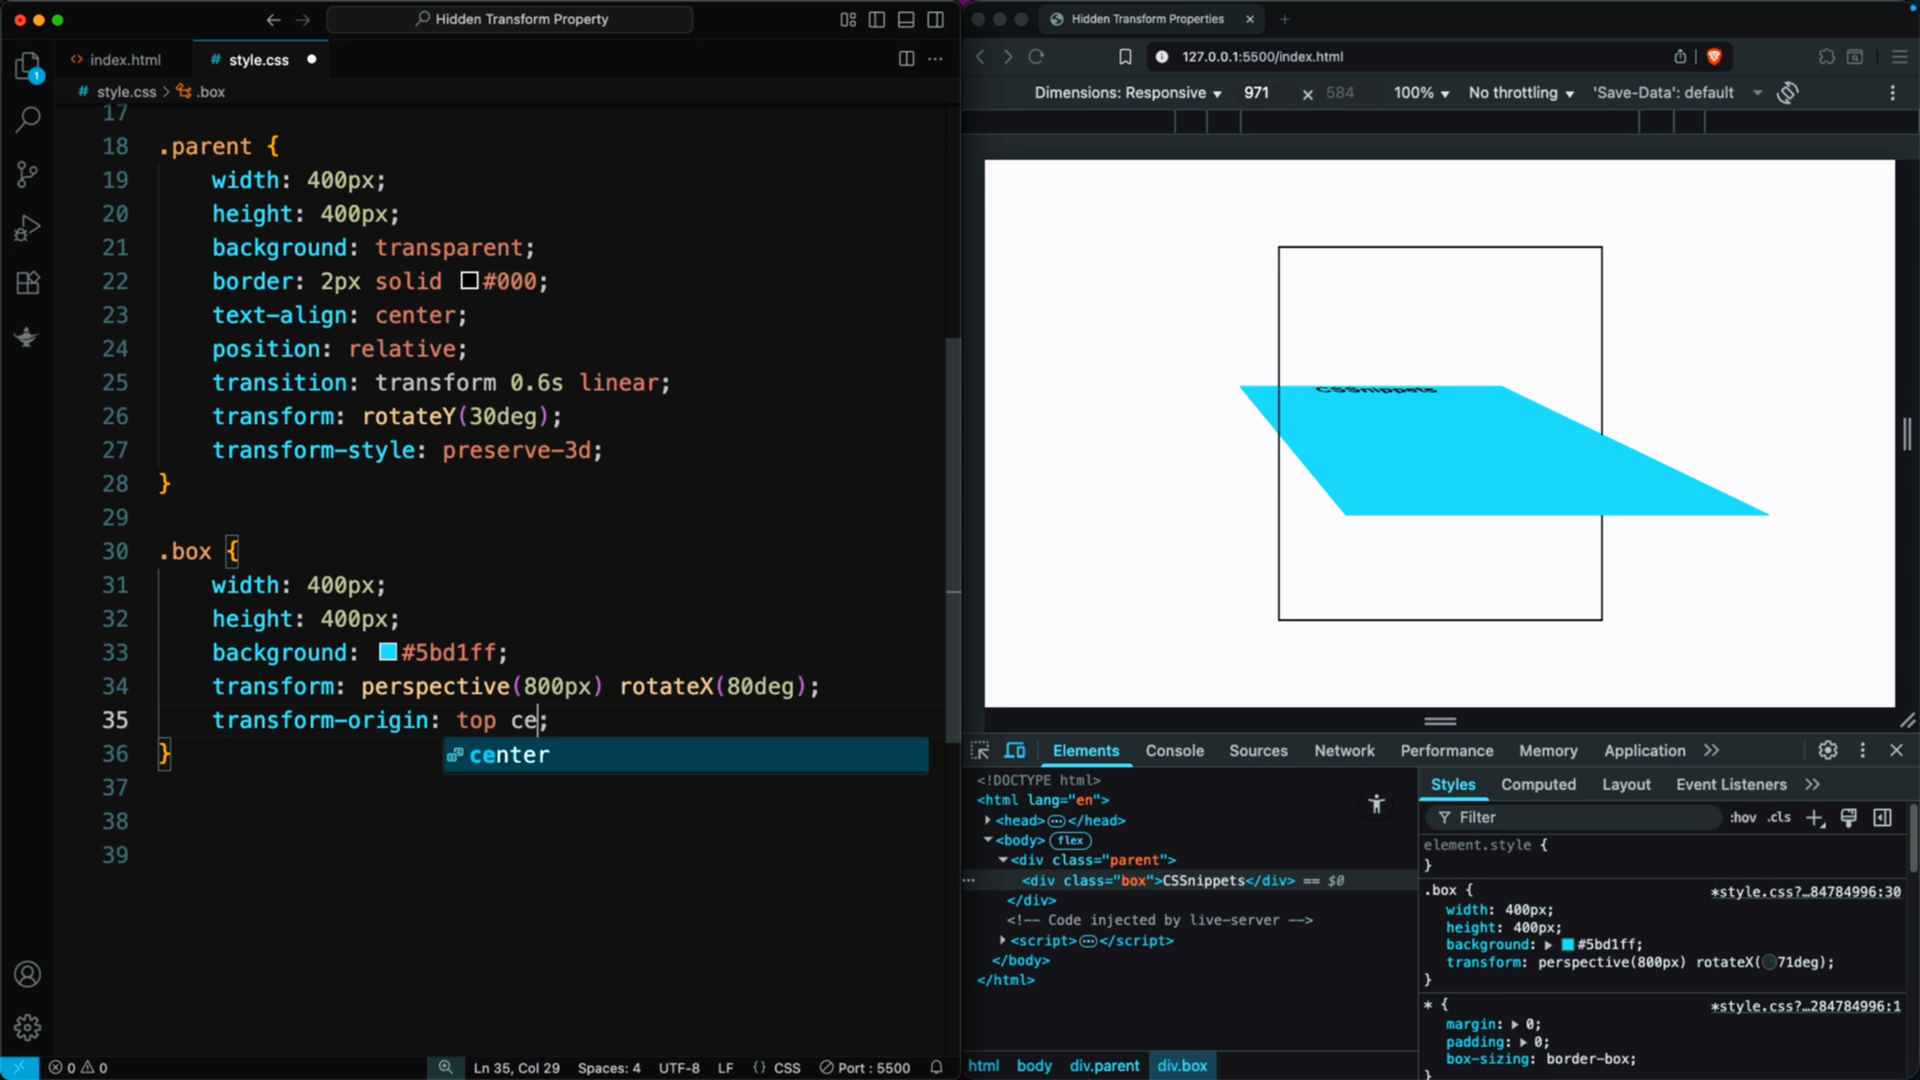 Hidden Transform Property
index.html
# style.css
# style.css > .box
17
18 .parent {
19 width: 400px;
20 height: 400px;
21 background: transparent;
22 border: 2px solid #000;
23 text-align: center;
24 position: relative;
25 transition: transform 0.6s linear;
26 transform: rotateY(30deg);
27 transform-style: preserve-3d;
28 }
29
30 .box {
31 width: 400px;
32 height: 400px;
33 background: #5bd1ff;
34 transform: perspective(800px) rotateX(80deg);
35 transform-origin: top ce;
center
36 }
37
38
39
1
0 0
Ln 35, Col 29 Spaces: 4 UTF-8 LF {} CSS Port : 5500
Hidden Transform Properties
127.0.0.1:5500/index.html
Dimensions: Responsive 971 x 584 100% No throttling 'Save-Data': default
CSSnippets
Elements Console Sources Network Performance Memory Application
<!DOCTYPE html>
<html lang="en">
<head></head>
<body> flex
<div class="parent">
<div class="box">CSSnippets</div> == $0
</div>
<!-- Code injected by live-server -->
<script></script>
</body>
</html>
html body div.parent div.box
Styles Computed Layout Event Listeners
Filter :hov .cls
element.style {
}
.box { *style.css?…84784996:30
width: 400px;
height: 400px;
background: #5bd1ff;
transform: perspective(800px) rotateX(71deg);
}
* { *style.css?…284784996:1
margin: 0;
padding: 0;
box-sizing: border-box;
}